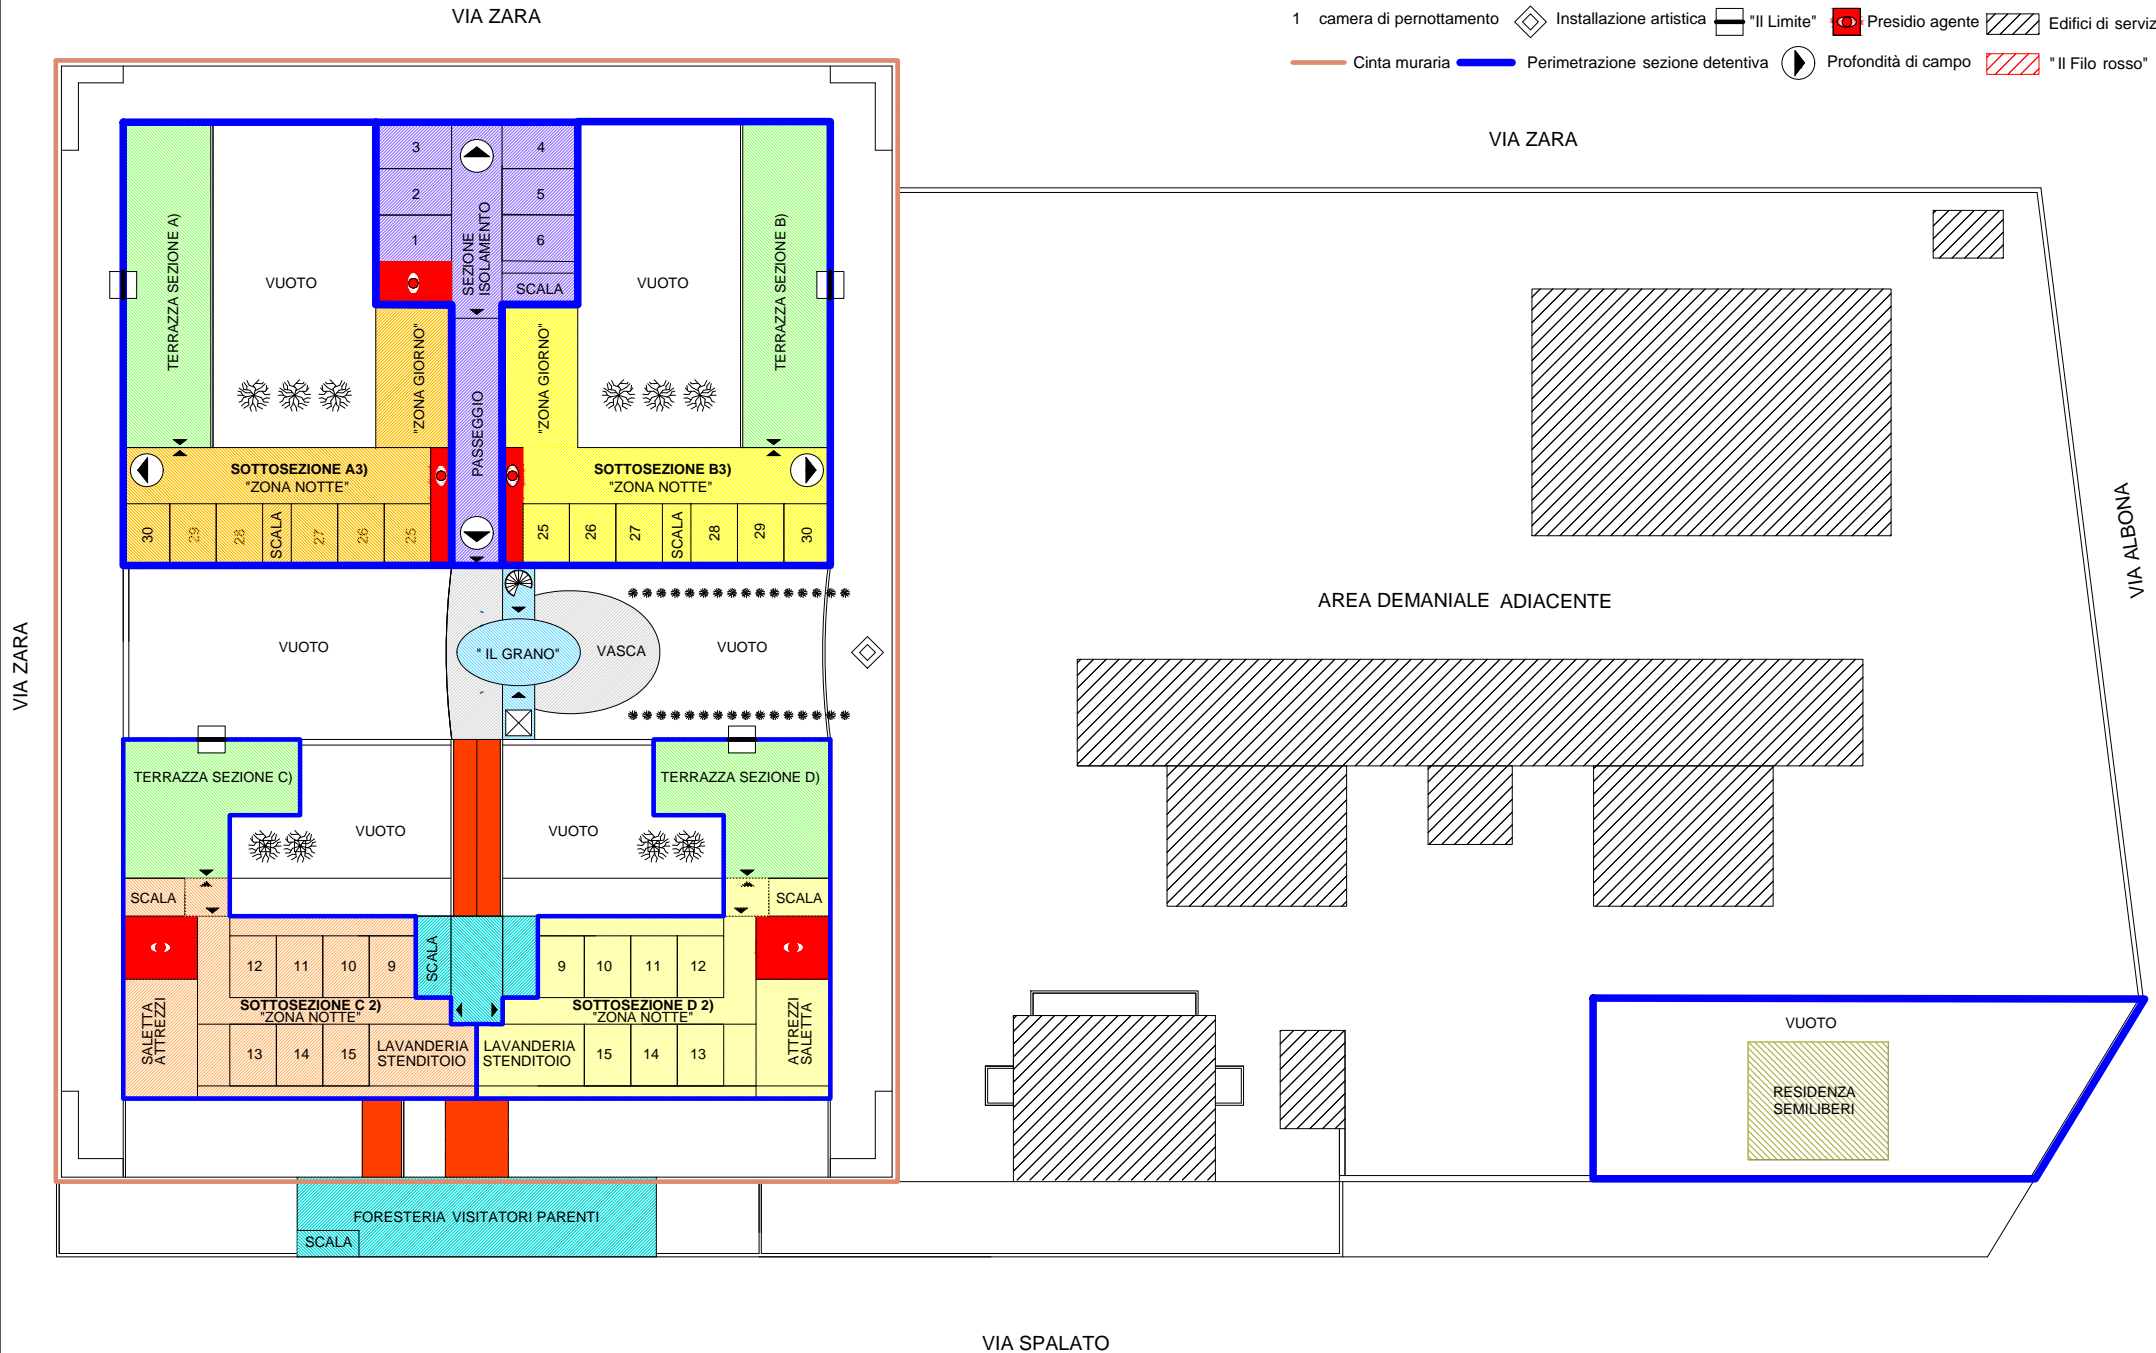 VIA ZARA
1 camera di pernottamento
Installazione artistica
"Il Limite"
Presidio agente
Edifici di serviz
Cinta muraria
Perimetrazione sezione detentiva
Profondità di campo
"Il Filo rosso"
VIA ZARA
3
4
2
5
1
6
SEZIONE
ISOLAMENTO
SCALA
TERRAZZA SEZIONE A)
VUOTO
VUOTO
TERRAZZA SEZIONE B)
"ZONA GIORNO"
PASSEGGIO
"ZONA GIORNO"
SOTTOSEZIONE A3)
"ZONA NOTTE"
SOTTOSEZIONE B3)
"ZONA NOTTE"
30
29
28
SCALA
27
26
25
25
26
27
SCALA
28
29
30
VIA ALBONA
AREA DEMANIALE ADIACENTE
VIA ZARA
VUOTO
" IL GRANO"
VASCA
VUOTO
TERRAZZA SEZIONE C)
TERRAZZA SEZIONE D)
VUOTO
VUOTO
SCALA
SCALA
SCALA
12
11
10
9
9
10
11
12
SOTTOSEZIONE C 2)
"ZONA NOTTE"
SOTTOSEZIONE D 2)
"ZONA NOTTE"
SALETTA
ATTREZZI
13
14
15
LAVANDERIA
STENDITOIO
LAVANDERIA
STENDITOIO
15
14
13
ATTREZZI
SALETTA
VUOTO
RESIDENZA
SEMILIBERI
FORESTERIA VISITATORI PARENTI
SCALA
VIA SPALATO